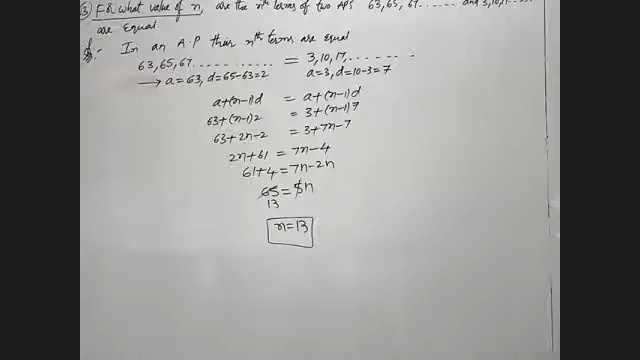 ③ For what value of n, are the nth terms of two APS 63, 65, 67....... and 3, 10, 17.....
are equal
In an A.P their nth terms are equal
63, 65, 67...... ......... = 3, 10, 17, ..........
→ a = 63, d = 65-63 = 2 a = 3, d = 10-3 = 7
a+(n-1)d = a+(n-1)d
63+(n-1)2 = 3+(n-1)7
63+2n-2 = 3+7n-7
2n+61 = 7n-4
61+4 = 7n-2n
65 = 5n
13
n = 13